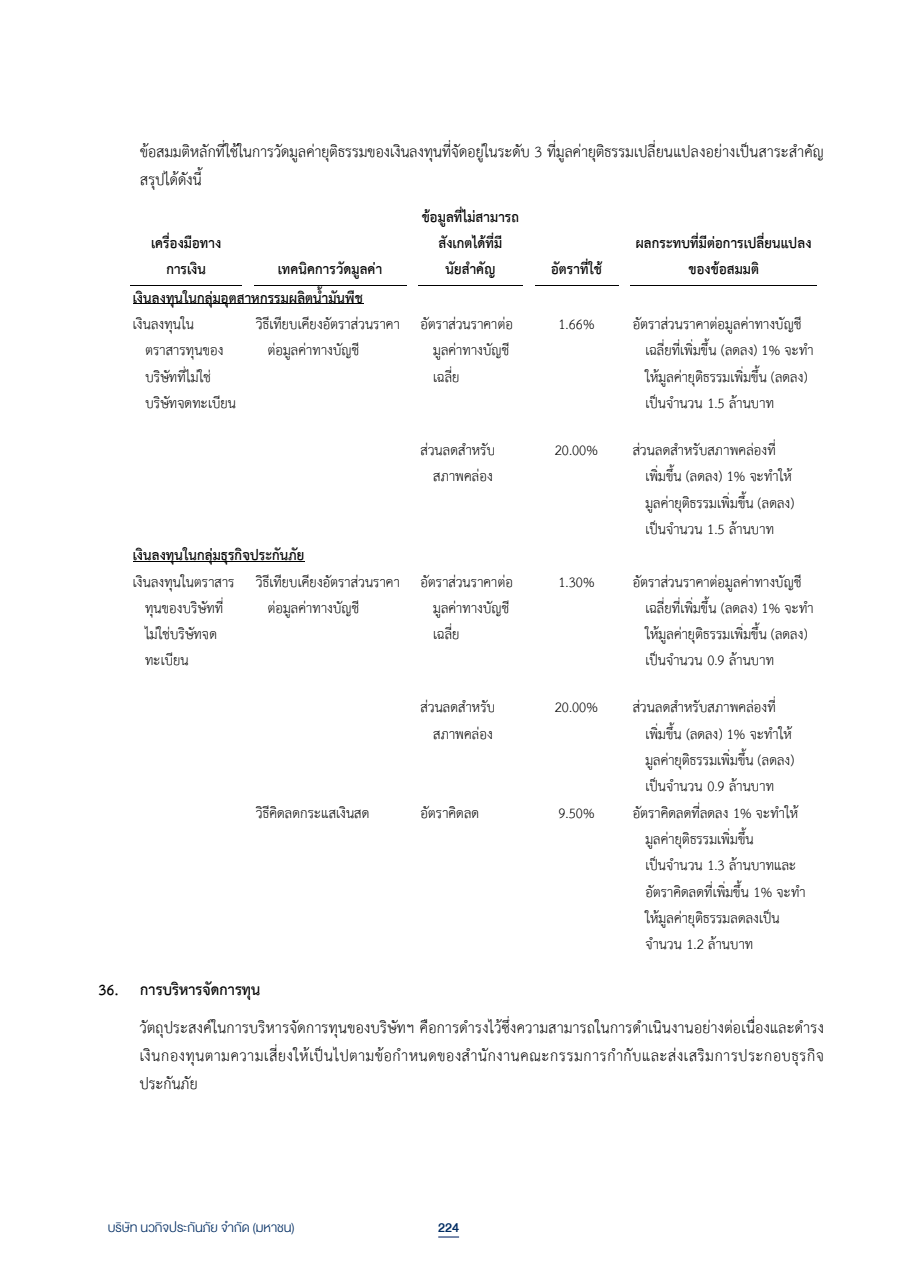 ข้อสมมติหลักที่ใช้ในการวัดมูลค่ายุติธรรมของเงินลงทุนที่จัดอยู่ในระดับ 3 ที่มูลค่ายุติธรรมเปลี่ยนแปลงอย่างเป็นสาระสำคัญ
สรุปได้ดังนี้
ข้อมูลที่ไม่สามารถ
เครื่องมือทาง สังเกตได้ที่มี ผลกระทบที่มีต่อการเปลี่ยนแปลง
การเงิน เทคนิคการวัดมูลค่า นัยสำคัญ อัตราที่ใช้ ของข้อสมมติ
เงินลงทุนในกลุ่มอุตสาหกรรมผลิตน้ำมันพืช
เงินลงทุนใน วิธีเทียบเคียงอัตราส่วนราคา อัตราส่วนราคาต่อ 1.66% อัตราส่วนราคาต่อมูลค่าทางบัญชี
ตราสารทุนของ ต่อมูลค่าทางบัญชี มูลค่าทางบัญชี เฉลี่ยที่เพิ่มขึ้น (ลดลง) 1% จะทำ
บริษัทที่ไม่ใช่ เฉลี่ย ให้มูลค่ายุติธรรมเพิ่มขึ้น (ลดลง)
บริษัทจดทะเบียน เป็นจำนวน 1.5 ล้านบาท
ส่วนลดสำหรับ 20.00% ส่วนลดสำหรับสภาพคล่องที่
สภาพคล่อง เพิ่มขึ้น (ลดลง) 1% จะทำให้
มูลค่ายุติธรรมเพิ่มขึ้น (ลดลง)
เป็นจำนวน 1.5 ล้านบาท
เงินลงทุนในกลุ่มธุรกิจประกันภัย
เงินลงทุนในตราสาร วิธีเทียบเคียงอัตราส่วนราคา อัตราส่วนราคาต่อ 1.30% อัตราส่วนราคาต่อมูลค่าทางบัญชี
ทุนของบริษัทที่ ต่อมูลค่าทางบัญชี มูลค่าทางบัญชี เฉลี่ยที่เพิ่มขึ้น (ลดลง) 1% จะทำ
ไม่ใช่บริษัทจด เฉลี่ย ให้มูลค่ายุติธรรมเพิ่มขึ้น (ลดลง)
ทะเบียน เป็นจำนวน 0.9 ล้านบาท
ส่วนลดสำหรับ 20.00% ส่วนลดสำหรับสภาพคล่องที่
สภาพคล่อง เพิ่มขึ้น (ลดลง) 1% จะทำให้
มูลค่ายุติธรรมเพิ่มขึ้น (ลดลง)
เป็นจำนวน 0.9 ล้านบาท
วิธีคิดลดกระแสเงินสด อัตราคิดลด 9.50% อัตราคิดลดที่ลดลง 1% จะทำให้
มูลค่ายุติธรรมเพิ่มขึ้น
เป็นจำนวน 1.3 ล้านบาทและ
อัตราคิดลดที่เพิ่มขึ้น 1% จะทำ
ให้มูลค่ายุติธรรมลดลงเป็น
จำนวน 1.2 ล้านบาท
36. การบริหารจัดการทุน
วัตถุประสงค์ในการบริหารจัดการทุนของบริษัทฯ คือการดำรงไว้ซึ่งความสามารถในการดำเนินงานอย่างต่อเนื่องและดำรง
เงินกองทุนตามความเสี่ยงให้เป็นไปตามข้อกำหนดของสำนักงานคณะกรรมการกำกับและส่งเสริมการประกอบธุรกิจ
ประกันภัย
บริษัท นวกิจประกันภัย จำกัด (มหาชน) 224